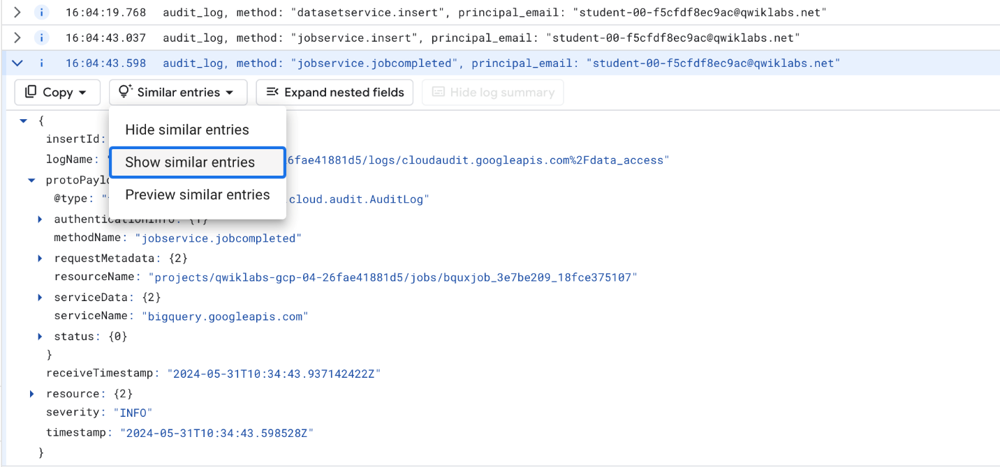 16:04:19.768 audit_log, method: "datasetservice.insert", principal_email: "student-00-f5cfdf8ec9ac@qwiklabs.net"
16:04:43.037 audit_log, method: "jobservice.insert", principal_email: "student-00-f5cfdf8ec9ac@qwiklabs.net"
16:04:43.598 audit_log, method: "jobservice.jobcompleted", principal_email: "student-00-f5cfdf8ec9ac@qwiklabs.net"
Copy Similar entries Expand nested fields Hide log summary
{
Hide similar entries
insertId:
Show similar entries
logName: "6fae41881d5/logs/cloudaudit.googleapis.com%2Fdata_access"
protoPaylo
Preview similar entries
@type: "cloud.audit.AuditLog"
authenticationInfo: {1}
methodName: "jobservice.jobcompleted"
requestMetadata: {2}
resourceName: "projects/qwiklabs-gcp-04-26fae41881d5/jobs/bquxjob_3e7be209_18fce375107"
serviceData: {2}
serviceName: "bigquery.googleapis.com"
status: {0}
}
receiveTimestamp: "2024-05-31T10:34:43.937142422Z"
resource: {2}
severity: "INFO"
timestamp: "2024-05-31T10:34:43.598528Z"
}